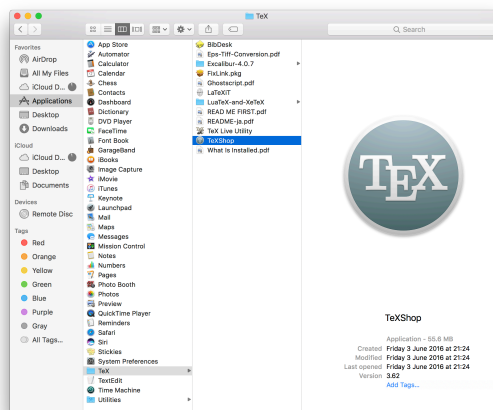 TeX
Search
Favorites
AirDrop
All My Files
iCloud D...
Applications
Desktop
Downloads
iCloud
iCloud D...
Desktop
Documents
Devices
Remote Disc
Tags
Red
Orange
Yellow
Green
Blue
Purple
Gray
All Tags...
App Store
Automator
Calculator
Calendar
Chess
Contacts
Dashboard
Dictionary
DVD Player
FaceTime
Font Book
GarageBand
iBooks
Image Capture
iMovie
iTunes
Keynote
Launchpad
Mail
Maps
Messages
Mission Control
Notes
Numbers
Pages
Photo Booth
Photos
Preview
QuickTime Player
Reminders
Safari
Siri
Stickies
System Preferences
TeX
TextEdit
Time Machine
Utilities
BibDesk
Eps-Tiff-Conversion.pdf
Excalibur-4.0.7
FixLink.pkg
Ghostscript.pdf
LaTeXiT
LuaTeX-and-XeTeX
READ ME FIRST.pdf
README-ja.pdf
TeX Live Utility
TeXShop
What Is Installed.pdf
TEX
TeXShop
Application - 55.6 MB
Created Friday 3 June 2016 at 21:24
Modified Friday 3 June 2016 at 21:24
Last opened Friday 3 June 2016 at 21:24
Version 3.62
Add Tags...